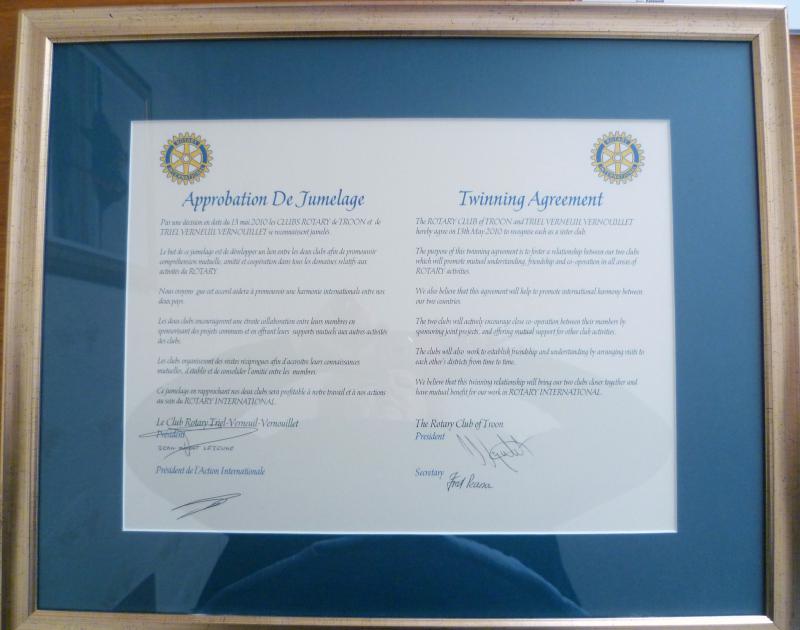 ROTARY INTERNATIONAL
Approbation De Jumelage
Par une décision en date du 13 mai 2010 les CLUBS ROTARY de TROON et de
TRIEL VERNEUIL VERNOUILLET se reconnaissent jumelés.
Le but de ce jumelage est de développer un lien entre les deux clubs afin de promouvoir
compréhension mutuelle, amitié et coopération dans tous les domaines relatifs aux
activités du ROTARY.
Nous croyons que cet accord aidera à promouvoir une harmonie internationale entre nos
deux pays.
Les deux clubs encourageront une étroite collaboration entre leurs membres en
sponsorisant des projets communs et en offrant leurs supports mutuels aux autres activités
des clubs.
Les clubs organiseront des visites réciproques afin d'acroitre leurs connaissances
mutuelles, d'établir et de consolider l'amitié entre les membres.
Ce jumelage en rapprochant nos deux clubs sera profitable à notre travail et à nos actions
au sein du ROTARY INTERNATIONAL.
Le Club Rotary Triel-Verneuil-Vernouillet
Président
LEJEUNE
Président de l'Action Internationale
ROTARY INTERNATIONAL
Twinning Agreement
The ROTARY CLUB of TROON and TRIEL VERNEUIL VERNOUILLET
hereby agree on 13th May 2010 to recognise each as a sister club.
The purpose of this twinning agreement is to foster a relationship between our two clubs
which will promote mutual understanding, friendship and co-operation in all areas of
ROTARY activities.
We also believe that this agreement will help to promote international harmony between
our two countries.
The two clubs will actively encourage close co-operation between their members by
sponsoring joint projects, and offering mutual support for other club activities.
The clubs will also work to establish friendship and understanding by arranging visits to
each other's districts from time to time.
We believe that this twinning relationship will bring our two clubs closer together and
have mutual benefit for our work in ROTARY INTERNATIONAL.
The Rotary Club of Troon
President
Secretary